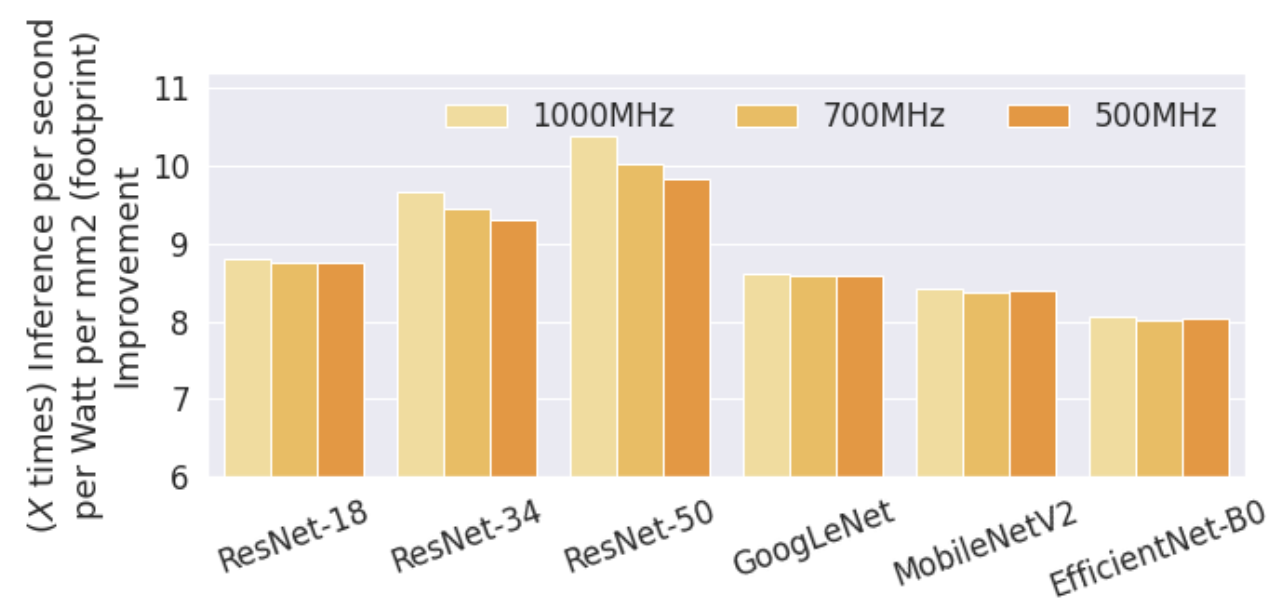 (X times) Inference per second
per Watt per mm2 (footprint)
Improvement
11
10
9
8
7
6
1000MHz
700MHz
500MHz
ResNet-18
ResNet-34
ResNet-50
GoogLeNet
MobileNetV2
EfficientNet-B0